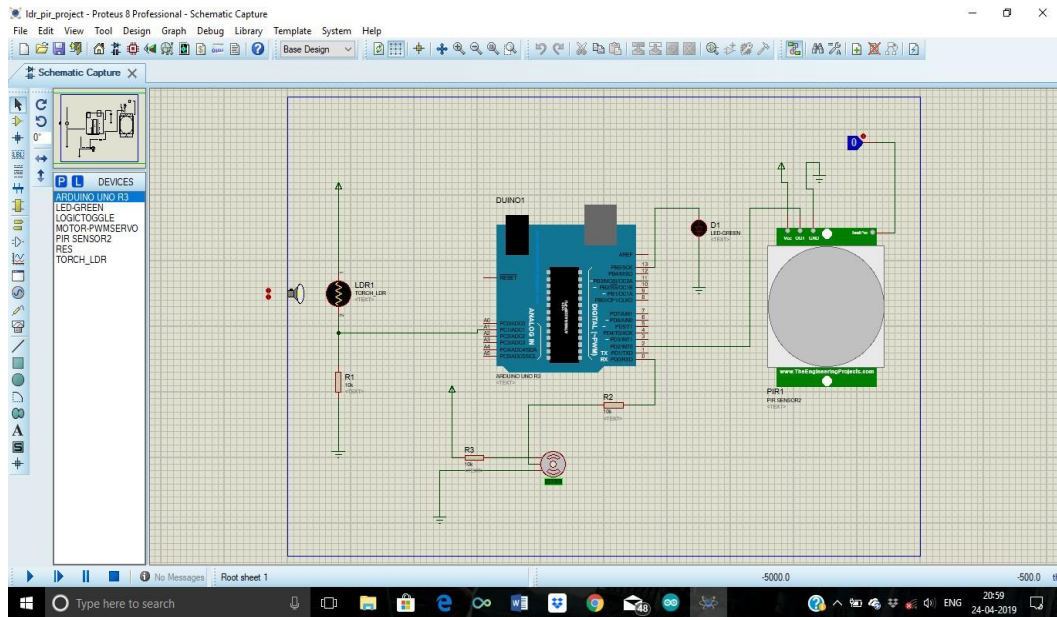 ldr_pir_project - Proteus 8 Professional - Schematic Capture
File Edit View Tool Design Graph Debug Library Template System Help
Base Design
Schematic Capture
0°
P L DEVICES
ARDUINO UNO R3
LED-GREEN
LOGICTOGGLE
MOTOR-PWMSERVO
PIR SENSOR2
RES
TORCH_LDR
LDR1
TORCH_LDR
<TEXT>
R1
10k
<TEXT>
DUINO1
RESET
AREF
13
12
11
10
9
8
7
6
5
4
3
2
1
0
A0
A1
A2
A3
A4
A5
ANALOG IN
DIGITAL (~PWM)
TX
RX
ARDUINO UNO R3
<TEXT>
D1
LED-GREEN
<TEXT>
0
Vcc OUT GND
TestPin
www.TheEngineeringProjects.com
PIR1
PIR SENSOR2
<TEXT>
R2
10k
<TEXT>
R3
10k
<TEXT>
No Messages Root sheet 1 -5000.0 -500.0 th
Type here to search
48
ENG
20:59
24-04-2019